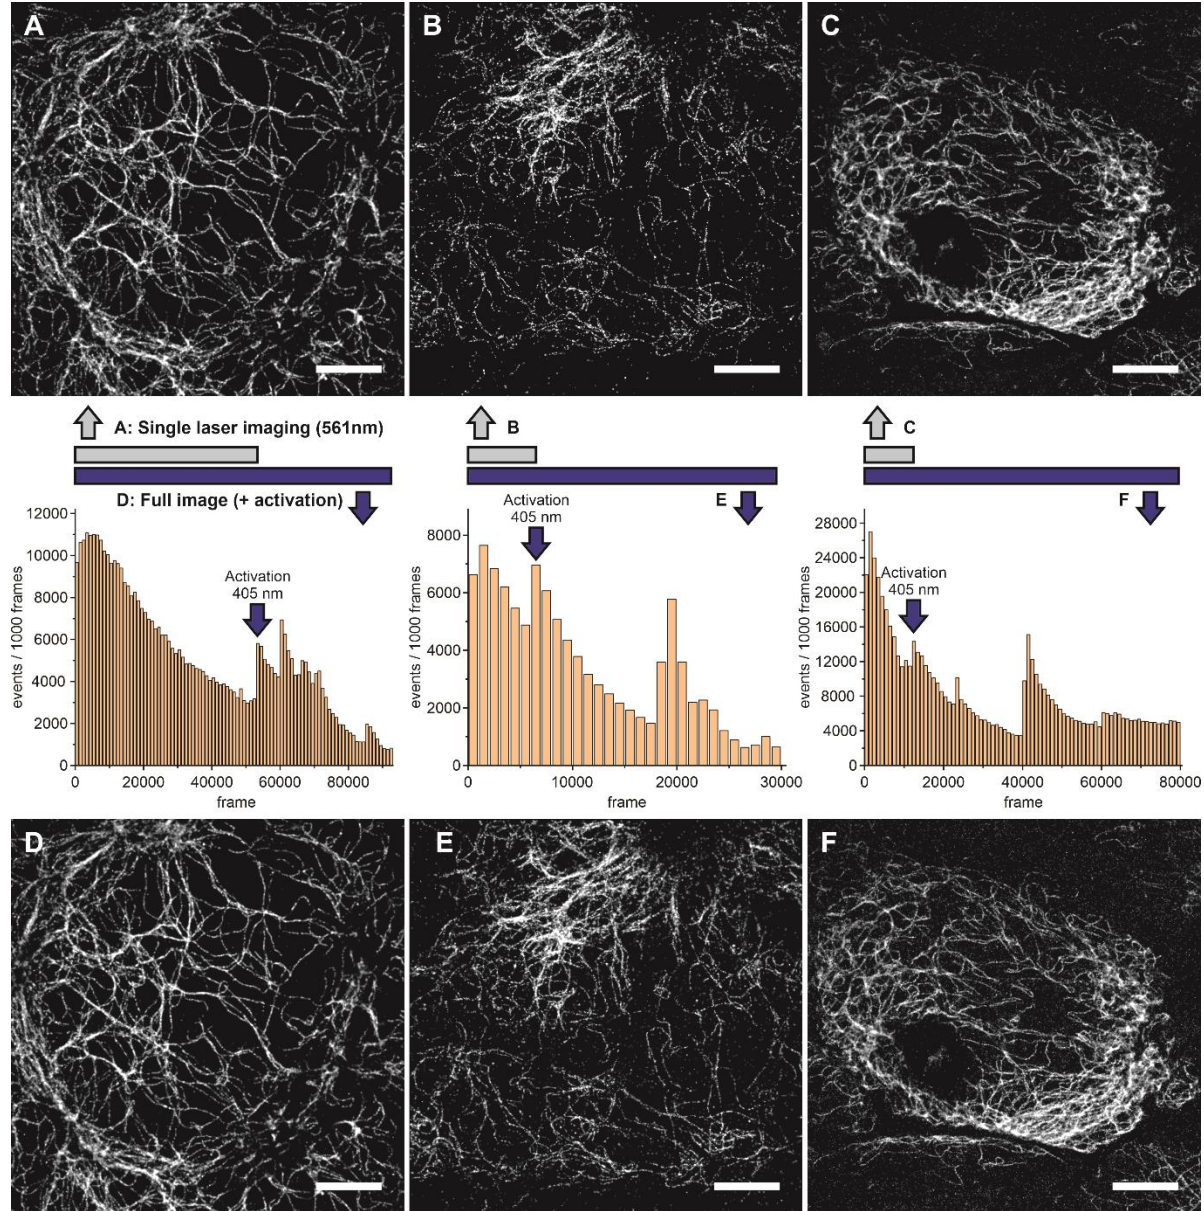 A
B
C
A: Single laser imaging (561nm)
D: Full image (+ activation)
12000
10000
8000
6000
4000
2000
0
events / 1000 frames
Activation
405 nm
0 20000 40000 60000 80000
frame
B
E
8000
6000
4000
2000
0
events / 1000 frames
Activation
405 nm
0 10000 20000 30000
frame
C
F
28000
24000
20000
16000
12000
8000
4000
0
events / 1000 frames
Activation
405 nm
0 20000 40000 60000 80000
frame
D
E
F